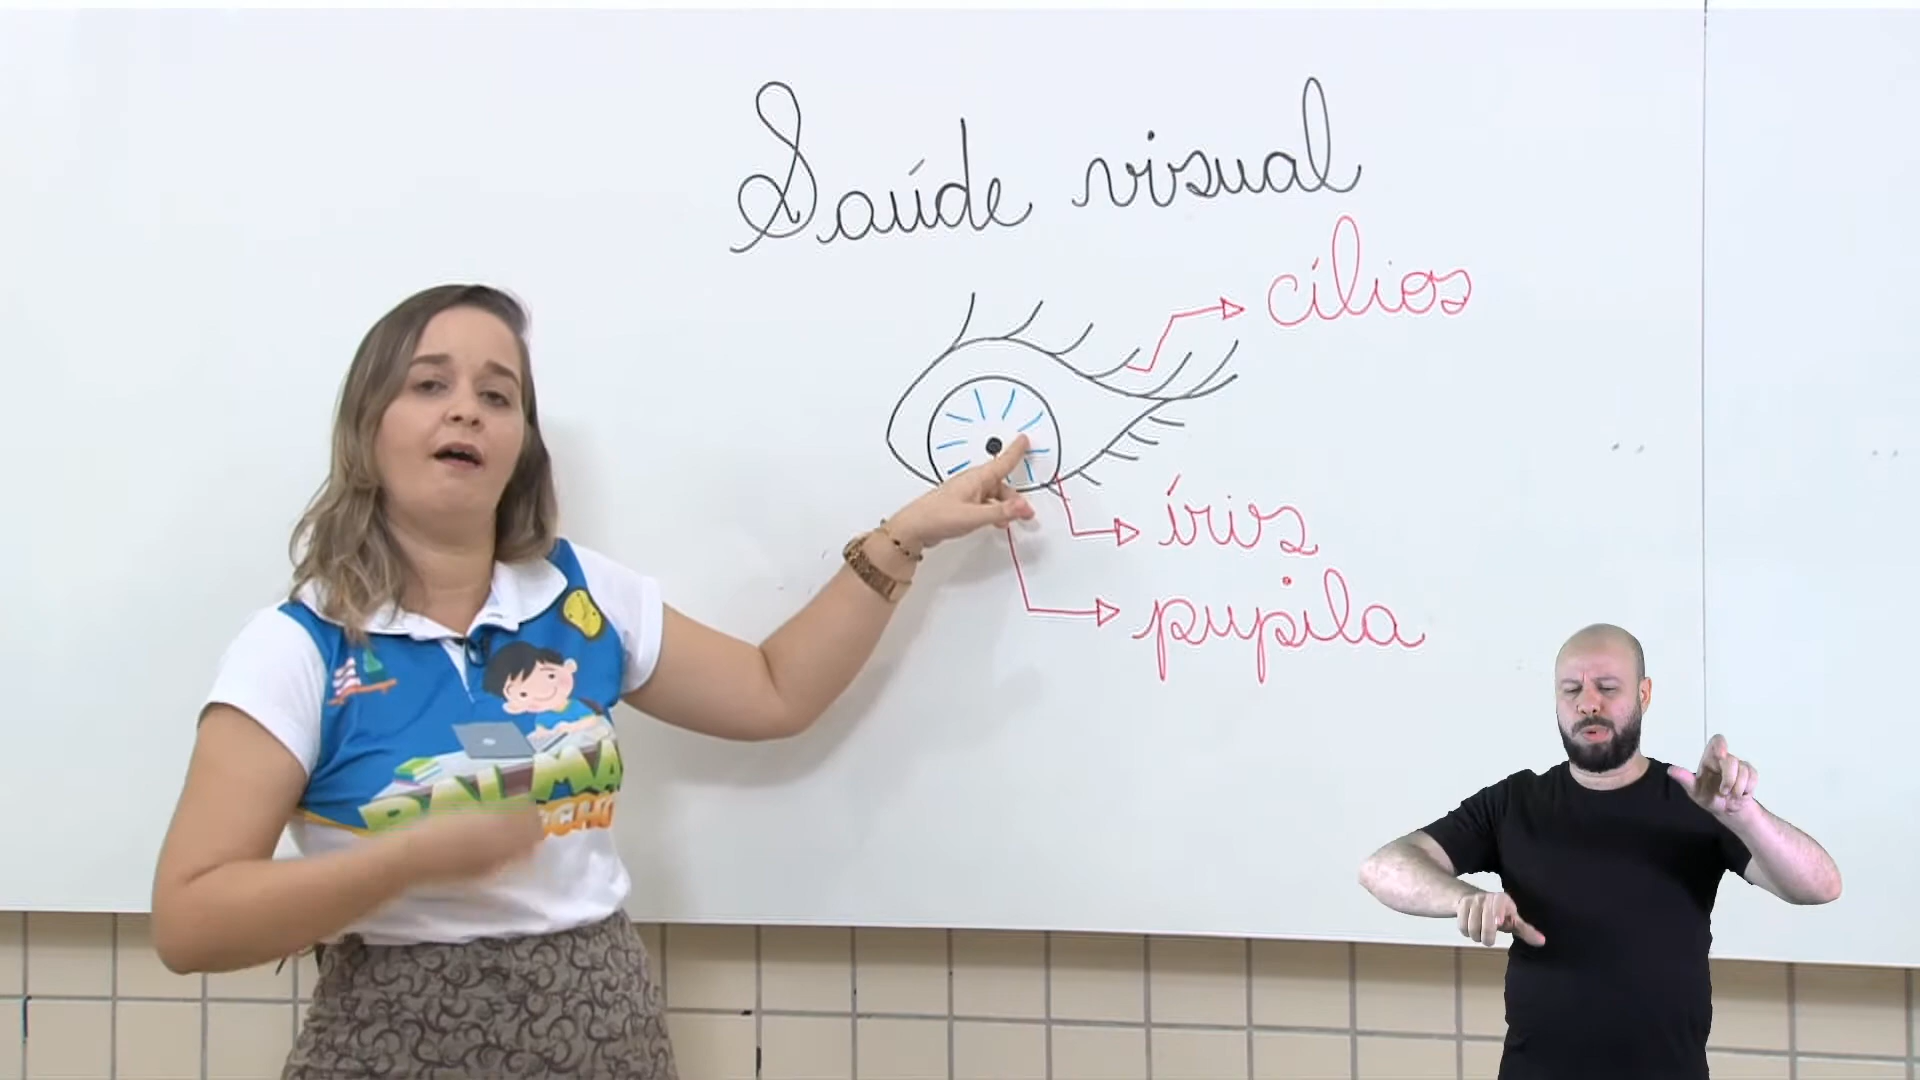 Saúde visual
cílios
íris
pupila